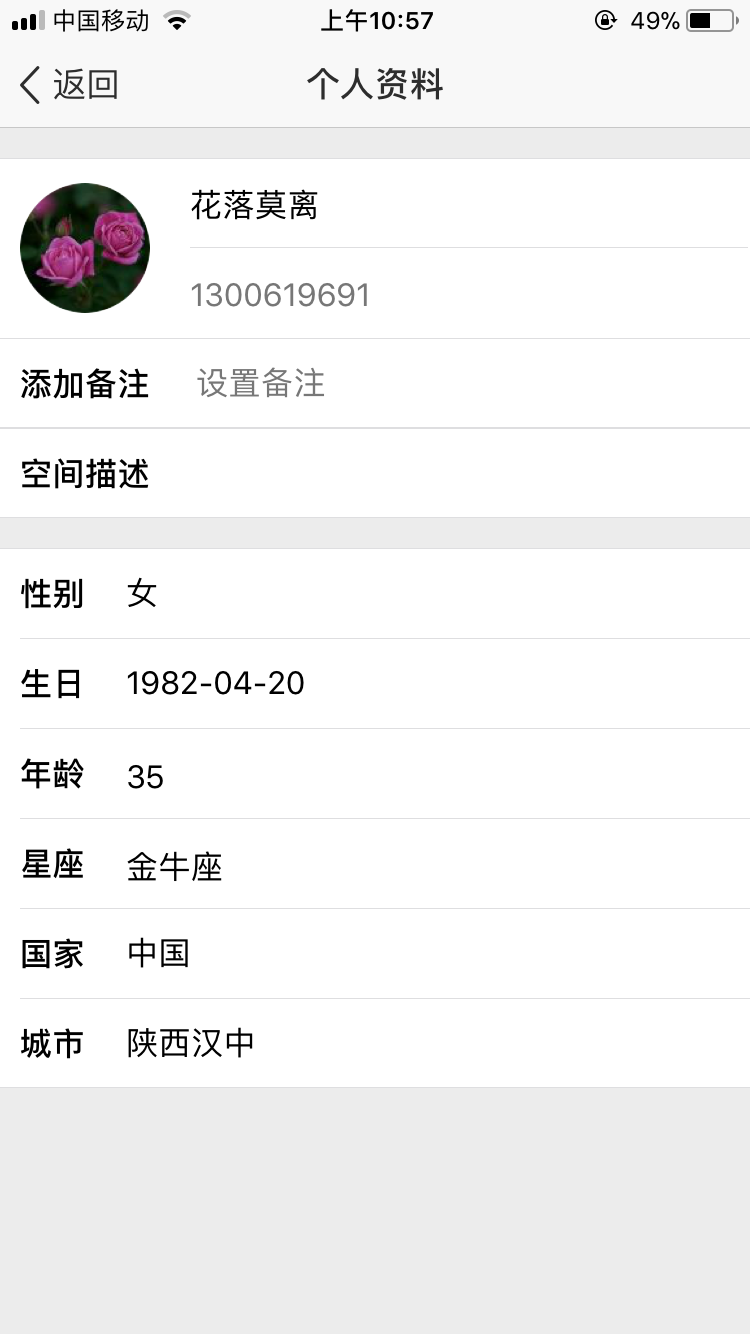 中国移动 上午10:57 49%
返回 个人资料
花落莫离
1300619691
添加备注 设置备注
空间描述
性别 女
生日 1982-04-20
年龄 35
星座 金牛座
国家 中国
城市 陕西汉中